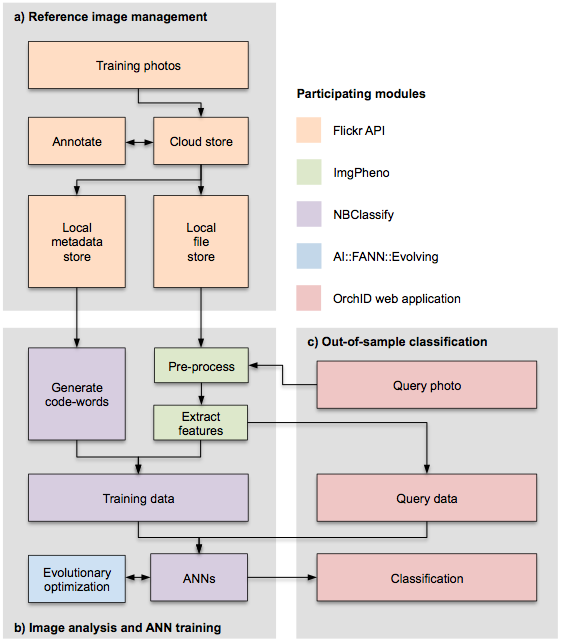 a) Reference image management
Training photos
Annotate
Cloud store
Local
metadata
store
Local
file
store
Participating modules
Flickr API
ImgPheno
NBClassify
AI::FANN::Evolving
OrchID web application
Generate
code-words
Pre-process
Extract
features
Training data
Evolutionary
optimization
ANNs
b) Image analysis and ANN training
c) Out-of-sample classification
Query photo
Query data
Classification